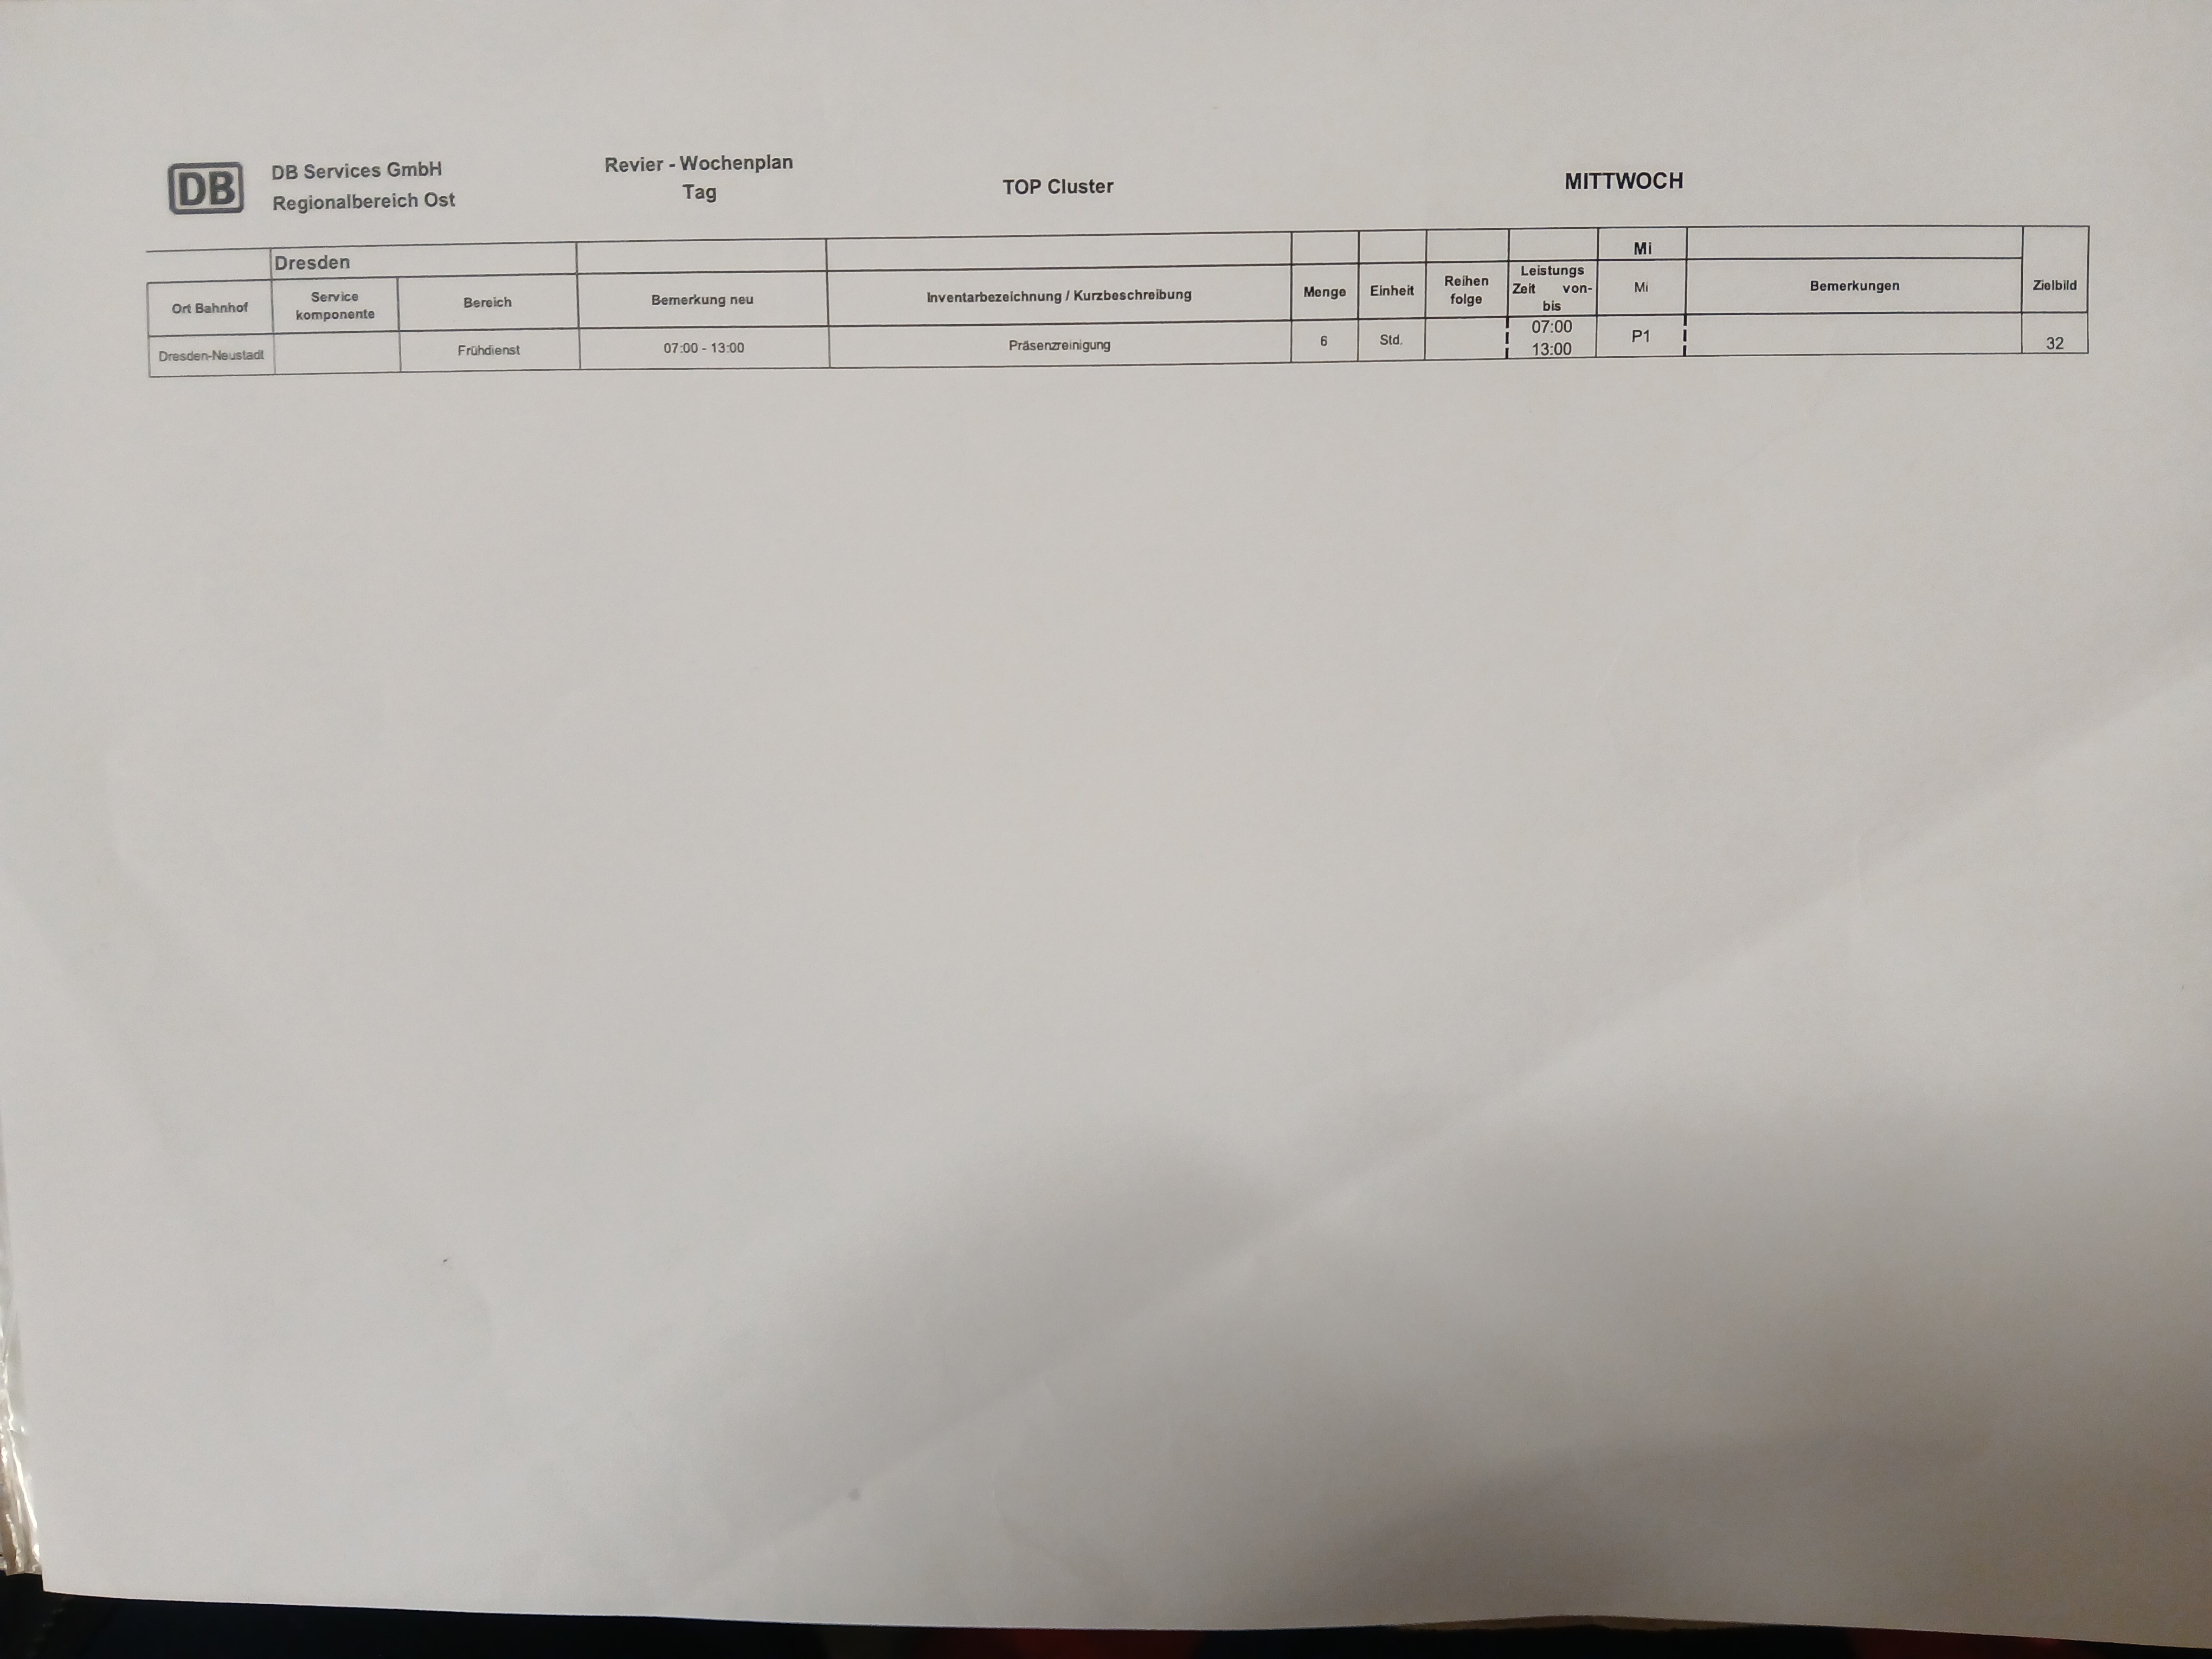 DB DB Services GmbH Revier - Wochenplan TOP Cluster MITTWOCH
Regionalbereich Ost Tag
Dresden Mi
Ort Bahnhof Service komponente Bereich Bemerkung neu Inventarbezeichnung / Kurzbeschreibung Menge Einheit Reihen folge Leistungs Zeit von- bis Mi Bemerkungen Zielbild
Dresden-Neustadt Frühdienst 07:00 - 13:00 Präsenzreinigung 6 Std. 07:00 13:00 P1 32